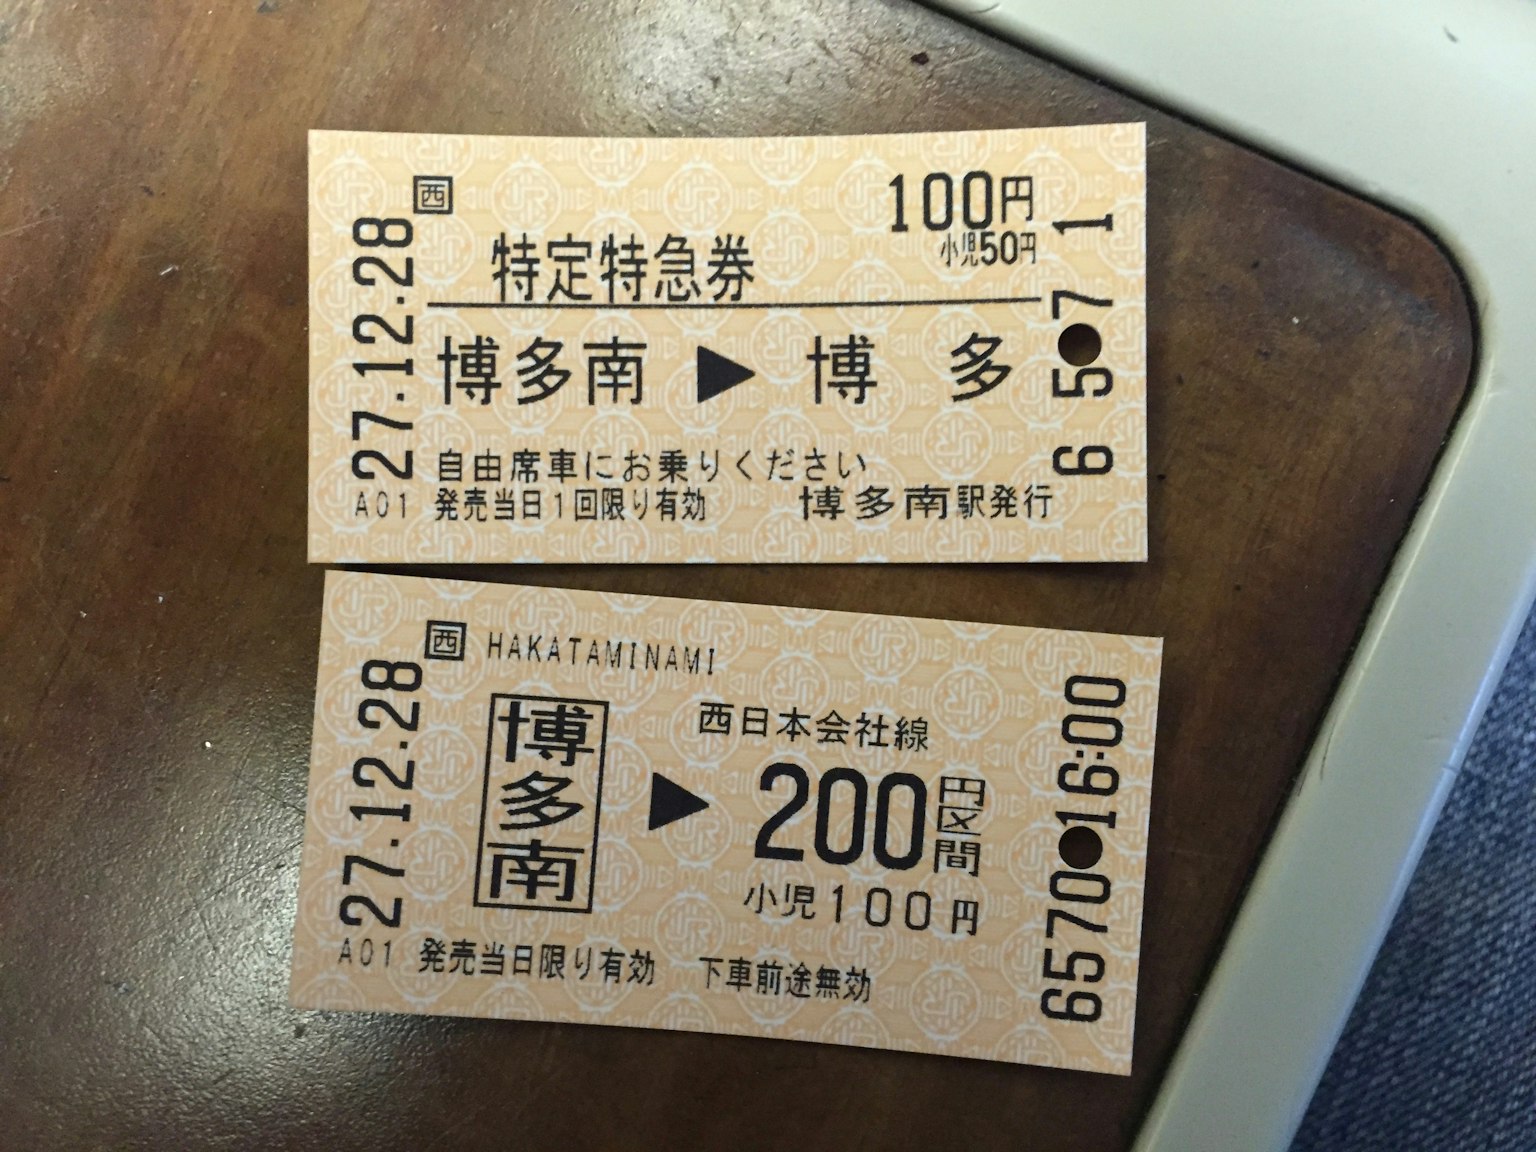 27.12.28
西
100円
小児50円
特定特急券
博多南 ▶ 博 多
自由席車にお乗りください
A01 発売当日1回限り有効 博多南駅発行
6571
27.12.28
西 HAKATAMINAMI
西日本会社線
博多南 ▶ 200円区間
小児100円
A01 発売当日限り有効 下車前途無効
6570 16:00